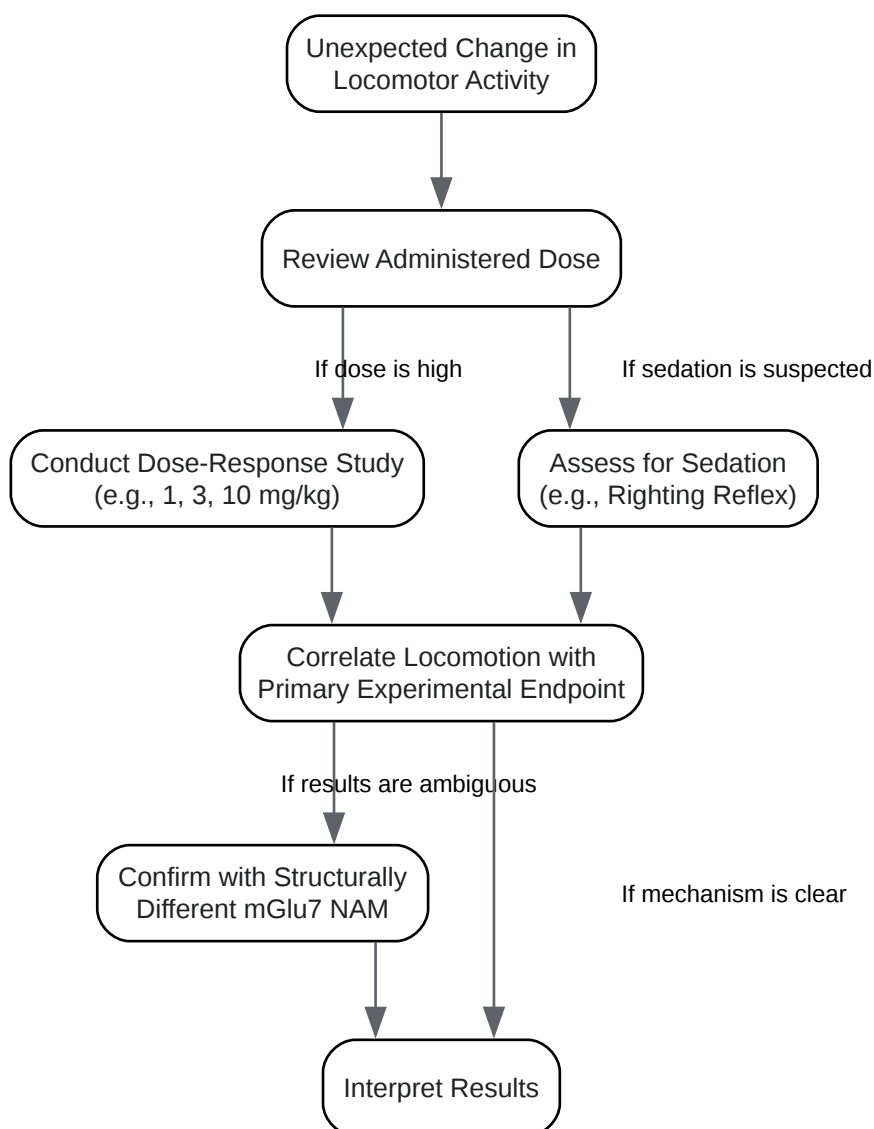 Unexpected Change in
Locomotor Activity
Review Administered Dose
If dose is high
If sedation is suspected
Conduct Dose-Response Study
(e.g., 1, 3, 10 mg/kg)
Assess for Sedation
(e.g., Righting Reflex)
Correlate Locomotion with
Primary Experimental Endpoint
If results are ambiguous
Confirm with Structurally
Different mGlu7 NAM
If mechanism is clear
Interpret Results